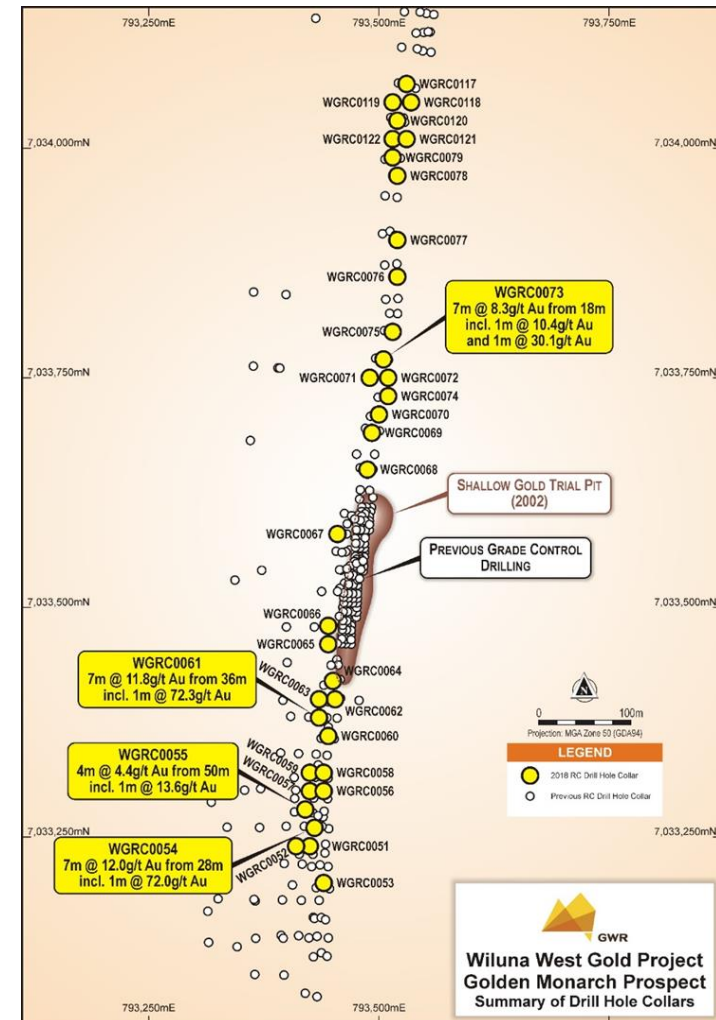 793,250mE
793,500mE
793,750mE
WGRC0117
WGRC0119
WGRC0118
WGRC0120
WGRC0122
WGRC0121
7,034,000mN
7,034,000mN
WGRC0079
WGRC0078
WGRC0077
WGRC0076
WGRC0073
7m @ 8.3g/t Au from 18m
incl. 1m @ 10.4g/t Au
and 1m @ 30.1g/t Au
WGRC0075
7,033,750mN
7,033,750mN
WGRC0071
WGRC0072
WGRC0074
WGRC0070
WGRC0069
WGRC0068
SHALLOW GOLD TRIAL PIT
(2002)
WGRC0067
PREVIOUS GRADE CONTROL
DRILLING
7,033,500mN
7,033,500mN
WGRC0066
WGRC0065
WGRC0061
7m @ 11.8g/t Au from 36m
incl. 1m @ 72.3g/t Au
WGRC0063
WGRC0064
WGRC0062
WGRC0060
0
100m
Projection: MGA Zone 50 (GDA94)
LEGEND
2018 RC Drill Hole Collar
Previous RC Drill Hole Collar
WGRC0055
4m @ 4.4g/t Au from 50m
incl. 1m @ 13.6g/t Au
WGRC0059
WGRC0057
WGRC0058
WGRC0056
7,033,250mN
7,033,250mN
WGRC0054
7m @ 12.0g/t Au from 28m
incl. 1m @ 72.0g/t Au
WGRC0052
WGRC0051
WGRC0053
GWR
Wiluna West Gold Project
Golden Monarch Prospect
Summary of Drill Hole Collars
793,250mE
793,500mE